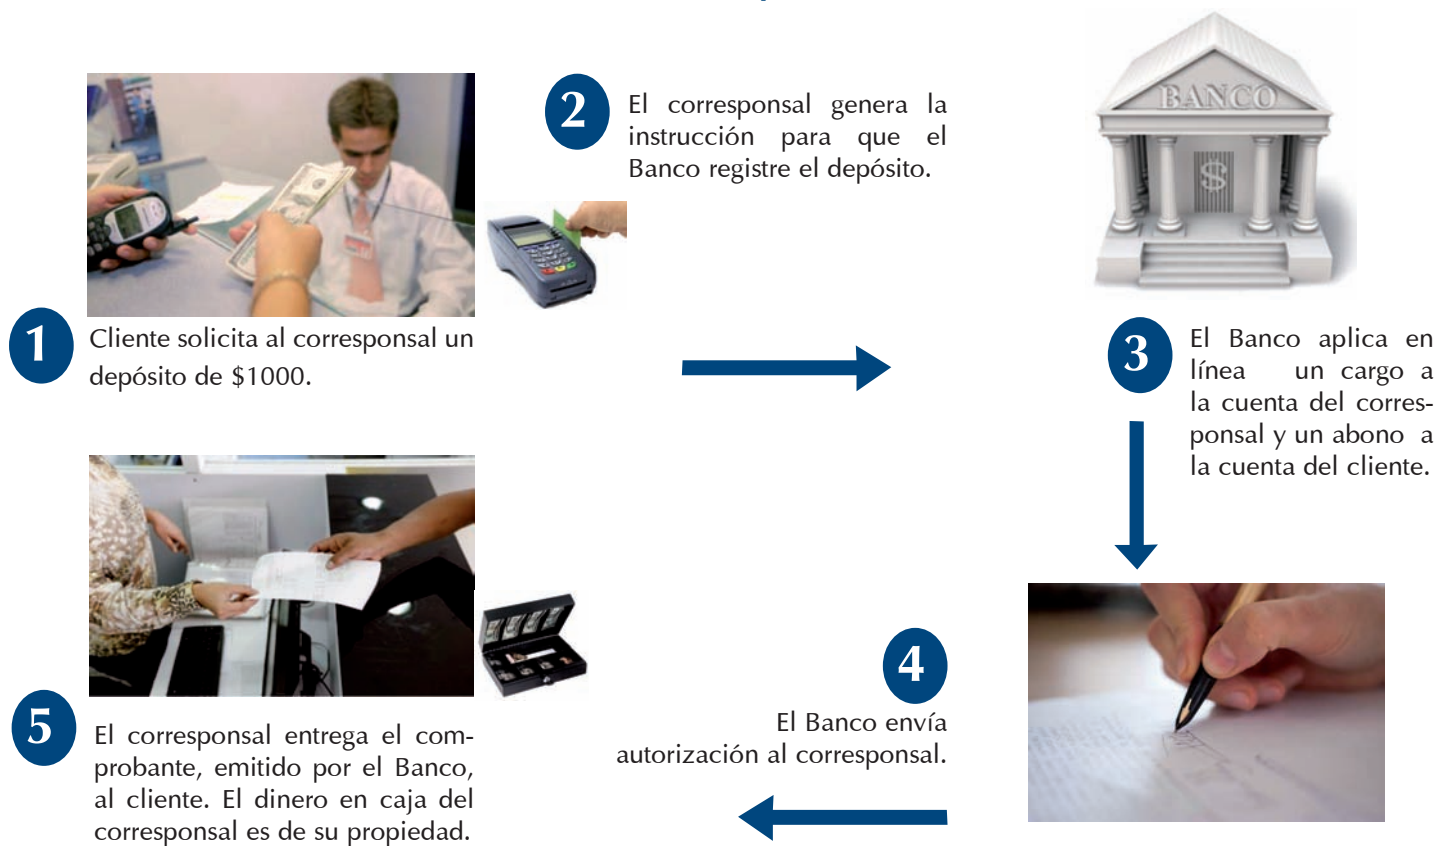 1
Cliente solicita al corresponsal un
depósito de $1000.
2
El corresponsal genera la
instrucción para que el
Banco registre el depósito.
BANCO
$
3
El Banco aplica en
línea un cargo a
la cuenta del corres-
ponsal y un abono a
la cuenta del cliente.
4
El Banco envía
autorización al corresponsal.
5
El corresponsal entrega el com-
probante, emitido por el Banco,
al cliente. El dinero en caja del
corresponsal es de su propiedad.